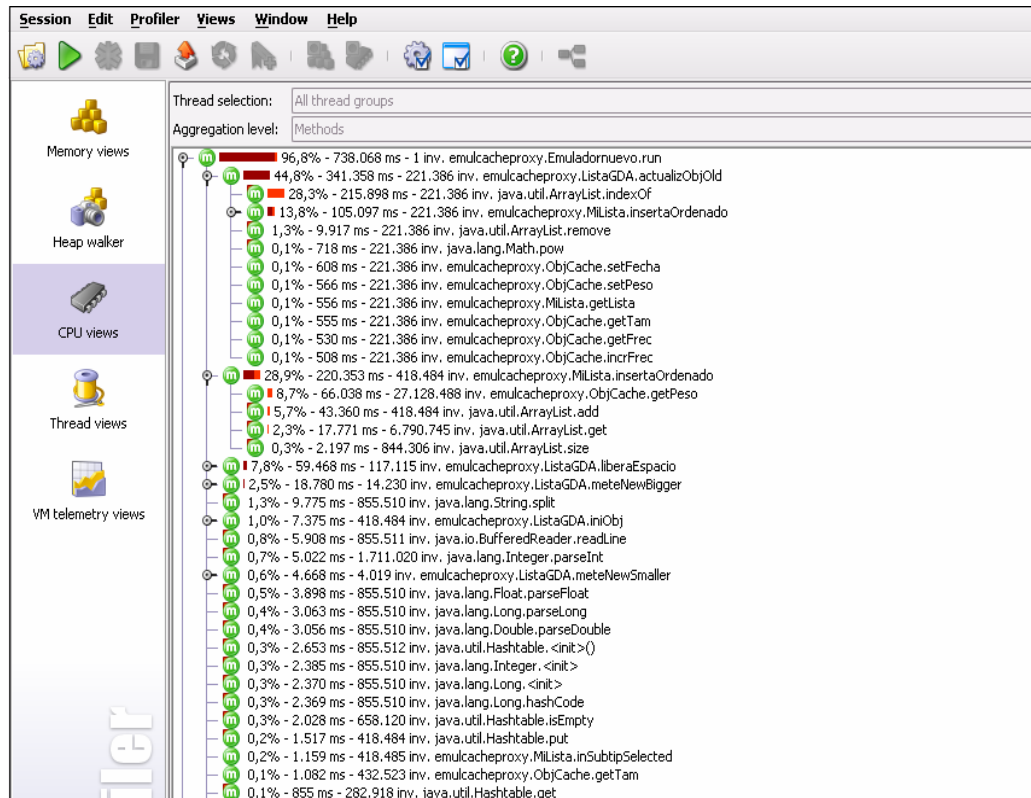 Session Edit Profiler Views Window Help
Thread selection: All thread groups
Aggregation level: Methods
Memory views
Heap walker
CPU views
Thread views
VM telemetry views
96,8% - 738.068 ms - 1 inv. emulcacheproxy.Emuladornuevo.run
44,8% - 341.358 ms - 221.386 inv. emulcacheproxy.ListaGDA.actualizObjOld
28,3% - 215.898 ms - 221.386 inv. java.util.ArrayList.indexOf
13,8% - 105.097 ms - 221.386 inv. emulcacheproxy.MiLista.insertaOrdenado
1,3% - 9.917 ms - 221.386 inv. java.util.ArrayList.remove
0,1% - 718 ms - 221.386 inv. java.lang.Math.pow
0,1% - 608 ms - 221.386 inv. emulcacheproxy.ObjCache.setFecha
0,1% - 566 ms - 221.386 inv. emulcacheproxy.ObjCache.setPeso
0,1% - 556 ms - 221.386 inv. emulcacheproxy.MiLista.getLista
0,1% - 555 ms - 221.386 inv. emulcacheproxy.ObjCache.getTam
0,1% - 530 ms - 221.386 inv. emulcacheproxy.ObjCache.getFrec
0,1% - 508 ms - 221.386 inv. emulcacheproxy.ObjCache.incrFrec
28,9% - 220.353 ms - 418.484 inv. emulcacheproxy.MiLista.insertaOrdenado
8,7% - 66.038 ms - 27.128.488 inv. emulcacheproxy.ObjCache.getPeso
5,7% - 43.360 ms - 418.484 inv. java.util.ArrayList.add
2,3% - 17.771 ms - 6.790.745 inv. java.util.ArrayList.get
0,3% - 2.197 ms - 844.306 inv. java.util.ArrayList.size
7,8% - 59.468 ms - 117.115 inv. emulcacheproxy.ListaGDA.liberaEspacio
2,5% - 18.780 ms - 14.230 inv. emulcacheproxy.ListaGDA.meteNewBigger
1,3% - 9.775 ms - 855.510 inv. java.lang.String.split
1,0% - 7.375 ms - 418.484 inv. emulcacheproxy.ListaGDA.iniObj
0,8% - 5.908 ms - 855.511 inv. java.io.BufferedReader.readLine
0,7% - 5.022 ms - 1.711.020 inv. java.lang.Integer.parseInt
0,6% - 4.668 ms - 4.019 inv. emulcacheproxy.ListaGDA.meteNewSmaller
0,5% - 3.898 ms - 855.510 inv. java.lang.Float.parseFloat
0,4% - 3.063 ms - 855.510 inv. java.lang.Long.parseLong
0,4% - 3.056 ms - 855.510 inv. java.lang.Double.parseDouble
0,3% - 2.653 ms - 855.512 inv. java.util.Hashtable.<init>()
0,3% - 2.385 ms - 855.510 inv. java.lang.Integer.<init>
0,3% - 2.370 ms - 855.510 inv. java.lang.Long.<init>
0,3% - 2.369 ms - 855.510 inv. java.lang.Long.hashCode
0,3% - 2.028 ms - 658.120 inv. java.util.Hashtable.isEmpty
0,2% - 1.517 ms - 418.484 inv. java.util.Hashtable.put
0,2% - 1.159 ms - 418.485 inv. emulcacheproxy.MiLista.inSubtipSelected
0,1% - 1.082 ms - 432.523 inv. emulcacheproxy.ObjCache.getTam
0,1% - 855 ms - 282.918 inv. java.util.Hashtable.get